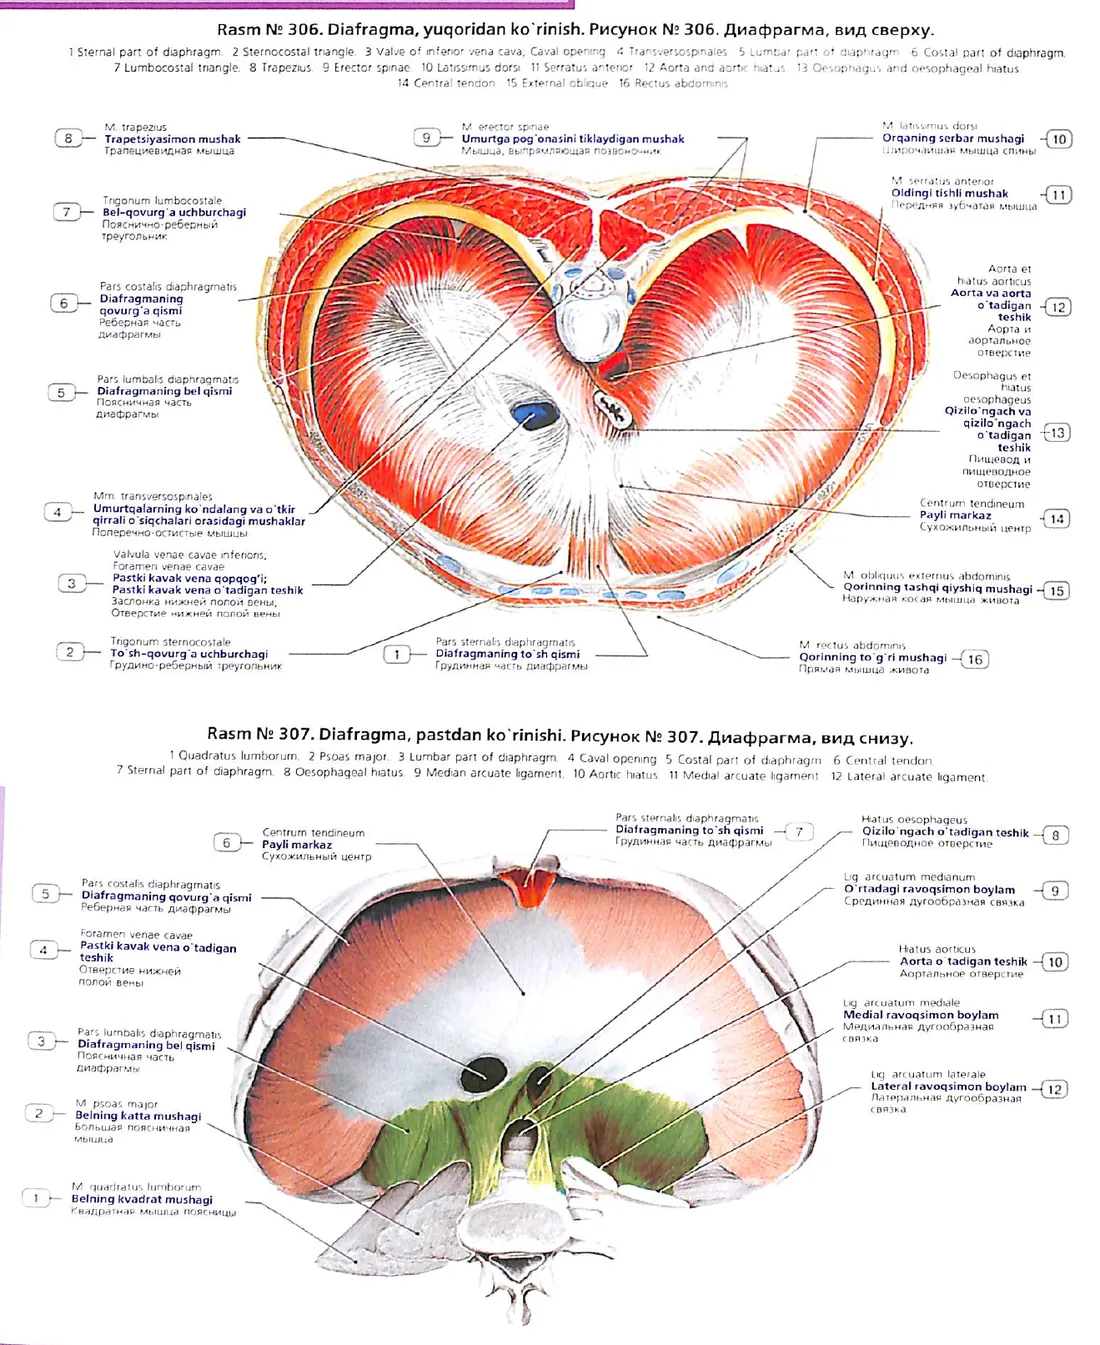 Rasm № 306. Diafragma, yuqoridan ko`rinish. Рисунок № 306. Диафрагма, вид сверху.
1 Sternal part of diaphragm. 2 Sternocostal triangle. 3 Valve of inferior vena cava, Caval opening 4 Transversospinales 5 Lumbar part of diaphragm 6 Costal part of diaphragm.
7 Lumbocostal triangle. 8 Trapezius. 9 Erector spinae. 10 Latissimus dorsi. 11 Serratus anterior 12 Aorta and aortic hiatus 13 Oesophagus and oesophageal hiatus
14 Central tendon 15 External oblique 16 Rectus abdominis
M. trapezius
8 Trapetsiyasimon mushak
Трапециевидная мышца
M erector spinae
9 Umurtga pog`onasini tiklaydigan mushak
Мышца, выпрямляющая позвоночник
M latissimus dorsi
Orqaning serbar mushagi 10
Широчайшая мышца спины
M. serratus anterior
Oldingi tishli mushak 11
Передняя зубчатая мышца
Trigonum lumbocostale
7 Bel-qovurg`a uchburchagi
Пояснично-реберный
треугольник
Pars costalis diaphragmatis
6 Diafragmaning
qovurg`a qismi
Реберная часть
диафрагмы
Aorta et
hiatus aorticus
Aorta va aorta
o`tadigan 12
teshik
Аорта и
аортальное
отверстие
Pars lumbalis diaphragmatis
5 Diafragmaning bel qismi
Поясничная часть
диафрагмы
Oesophagus et
hiatus
oesophageus
Qizilo`ngach va
qizilo`ngach
o`tadigan 13
teshik
Пищевод и
пищеводное
отверстие
Mm. transversospinales
4 Umurtqalarning ko`ndalang va o`tkir
qirrali o`siqchalari orasidagi mushaklar
Поперечно-остистые мышцы
Centrum tendineum
Payli markaz 14
Сухожильный центр
Valvula venae cavae inferioris;
Foramen venae cavae
3 Pastki kavak vena qopqog'i;
Pastki kavak vena o`tadigan teshik
Заслонка нижней полой вены,
Отверстие нижней полой вены
M obliquus externus abdominis
Qorinning tashqi qiyshiq mushagi 15
Наружная косая мышца живота
Trigonum sternocostale
2 To`sh-qovurg`a uchburchagi
Грудино-реберный треугольник
Pars sternalis diaphragmatis
1 Diafragmaning to`sh qismi
Грудинная часть диафрагмы
M rectus abdominis
Qorinning to`g`ri mushagi 16
Прямая мышца живота
Rasm № 307. Diafragma, pastdan ko`rinishi. Рисунок № 307. Диафрагма, вид снизу.
1 Quadratus lumborum. 2 Psoas major. 3 Lumbar part of diaphragm. 4 Caval opening 5 Costal part of diaphragm 6 Central tendon
7 Sternal part of diaphragm. 8 Oesophageal hiatus. 9 Median arcuate ligament. 10 Aortic hiatus 11 Medial arcuate ligament 12 Lateral arcuate ligament.
Centrum tendineum
6 Payli markaz
Сухожильный центр
Pars sternalis diaphragmatis
Diafragmaning to`sh qismi 7
Грудинная часть диафрагмы
Hiatus oesophageus
Qizilo`ngach o`tadigan teshik 8
Пищеводное отверстие
Pars costalis diaphragmatis
5 Diafragmaning qovurg`a qismi
Реберная часть диафрагмы
Lig arcuatum medianum
O`rtadagi ravoqsimon boylam 9
Срединная дугообразная связка
Foramen venae cavae
4 Pastki kavak vena o`tadigan
teshik
Отверстие нижней
полой вены
Hiatus aorticus
Aorta o`tadigan teshik 10
Аортальное отверстие
Lig arcuatum mediale
Medial ravoqsimon boylam 11
Медиальная дугообразная
связка
Pars lumbalis diaphragmatis
3 Diafragmaning bel qismi
Поясничная часть
диафрагмы
Lig arcuatum laterale
Lateral ravoqsimon boylam 12
Латеральная дугообразная
связка
M psoas major
2 Belning katta mushagi
Большая поясничная
мышца
M quadratus lumborum
1 Belning kvadrat mushagi
Квадратная мышца поясницы